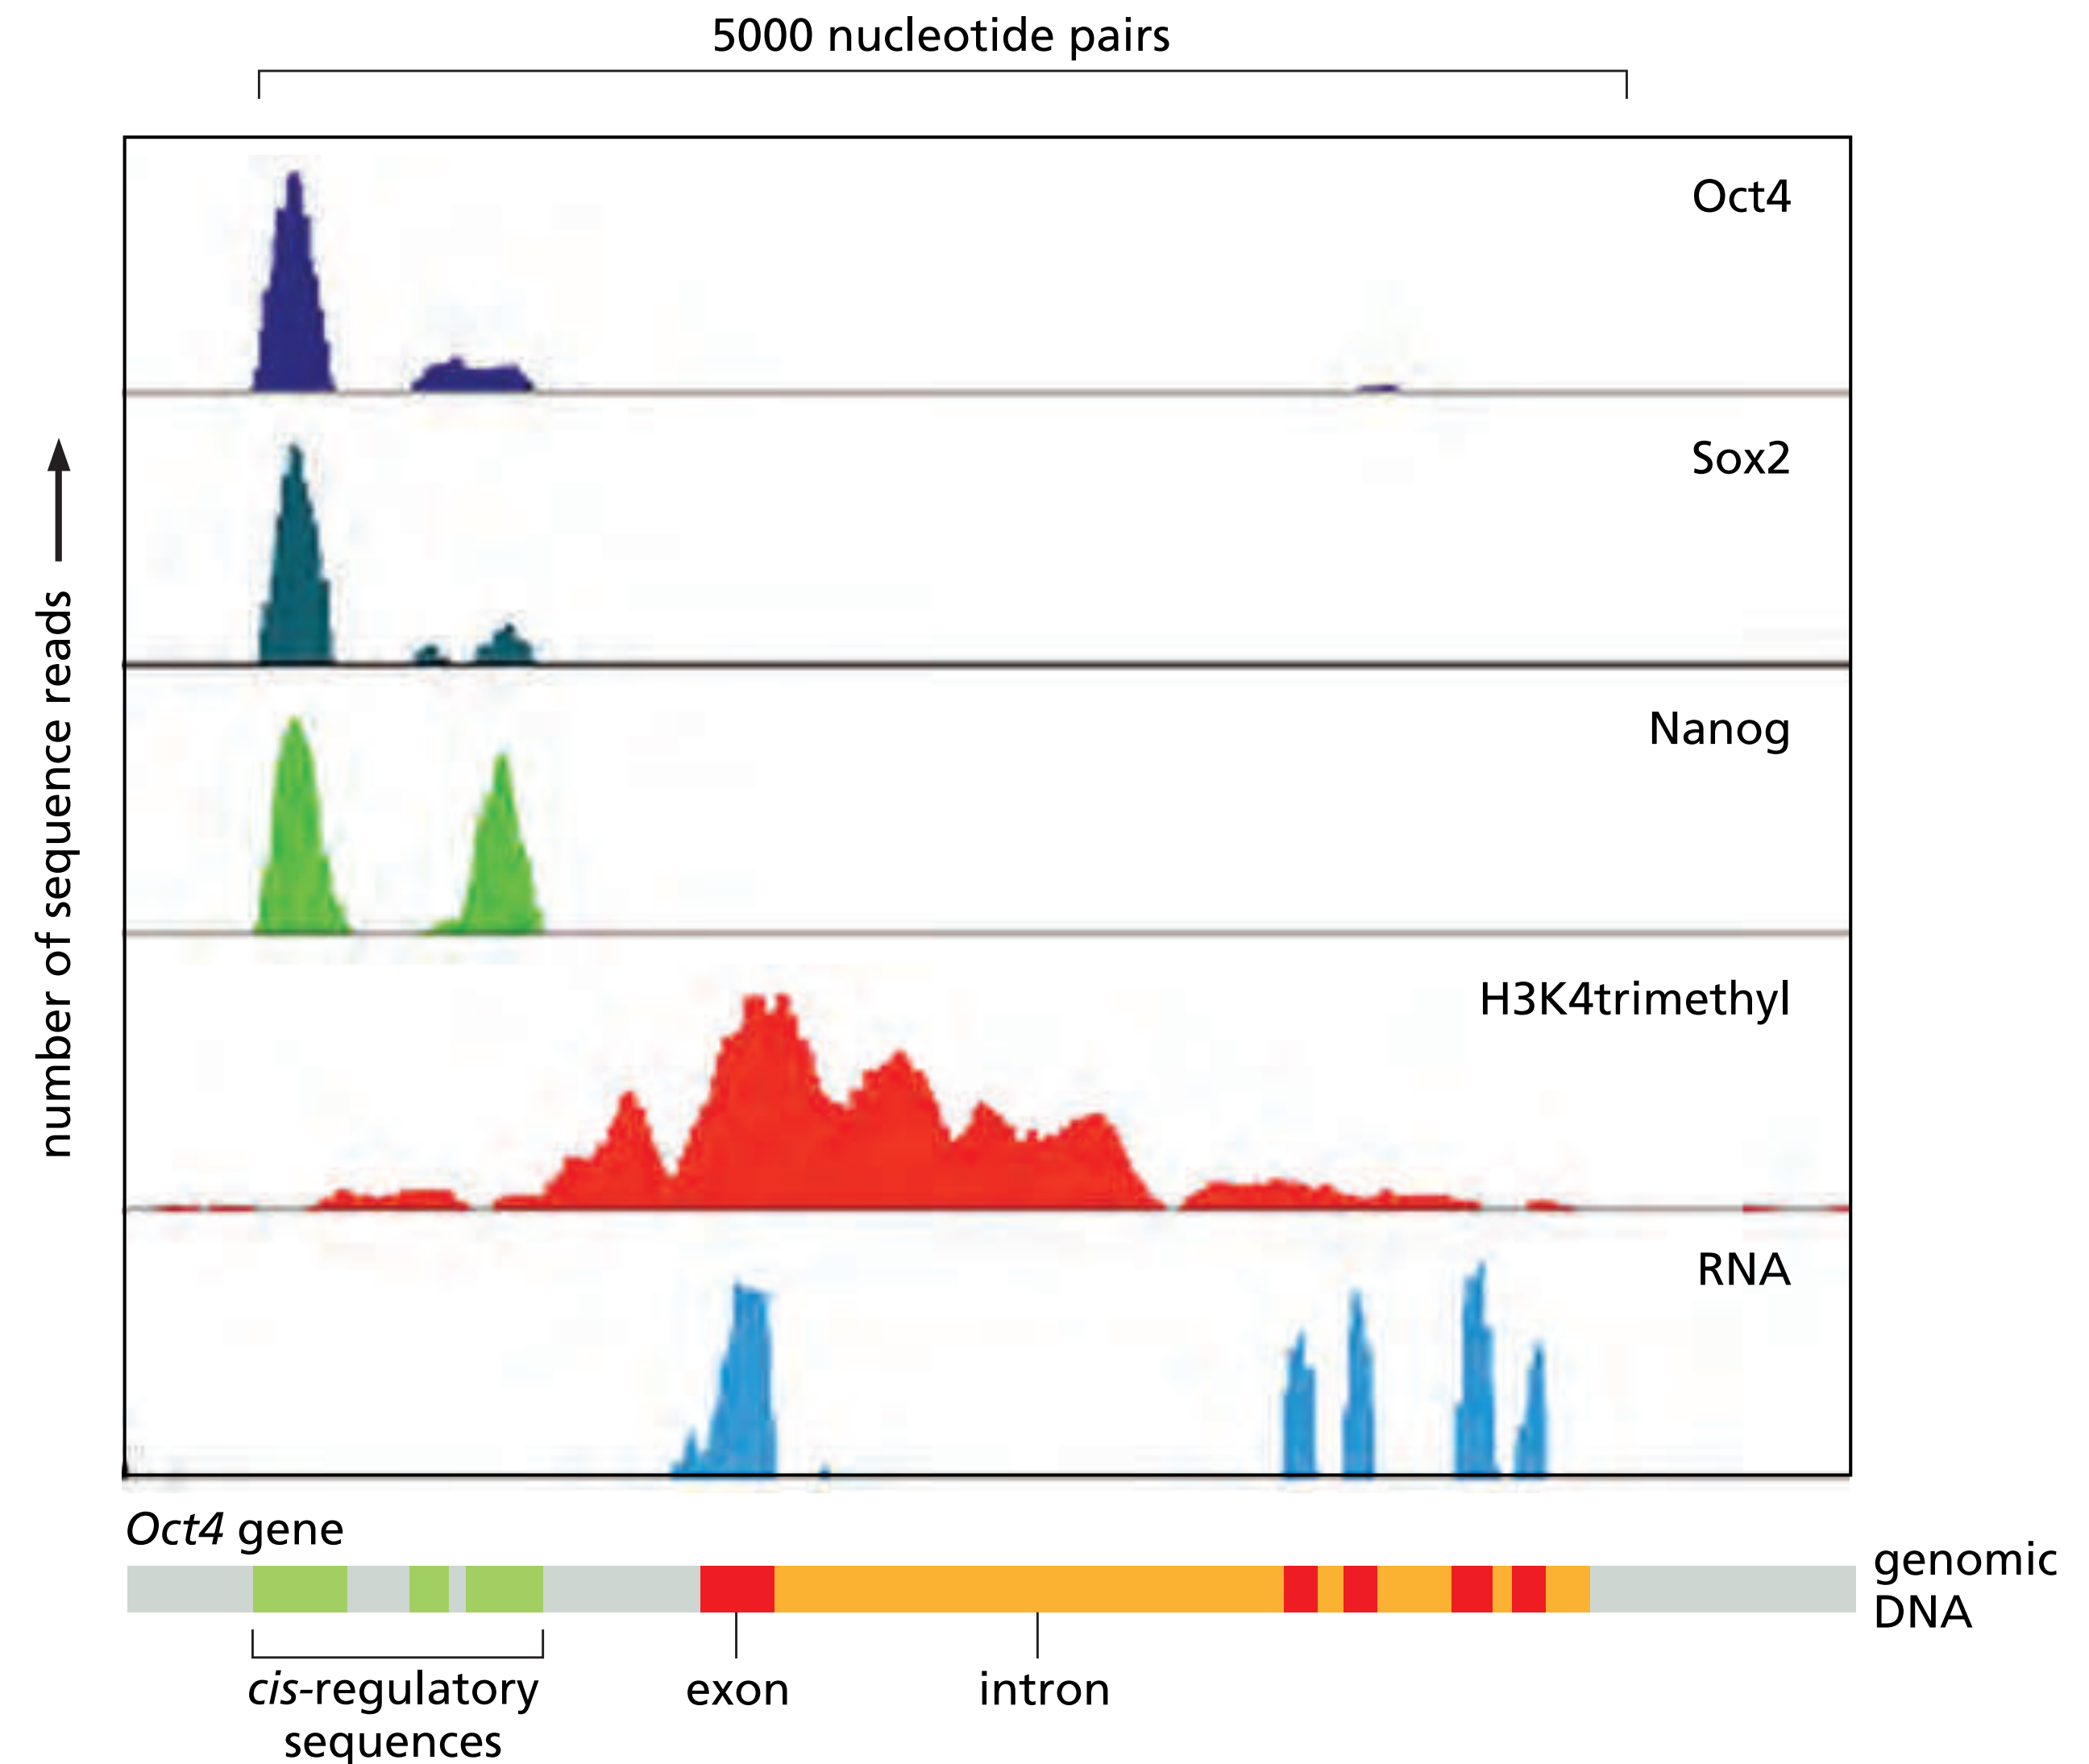 5000 nucleotide pairs
Oct4
Sox2
Nanog
H3K4trimethyl
RNA
number of sequence reads
Oct4 gene
genomic
DNA
cis-regulatory
sequences
exon
intron